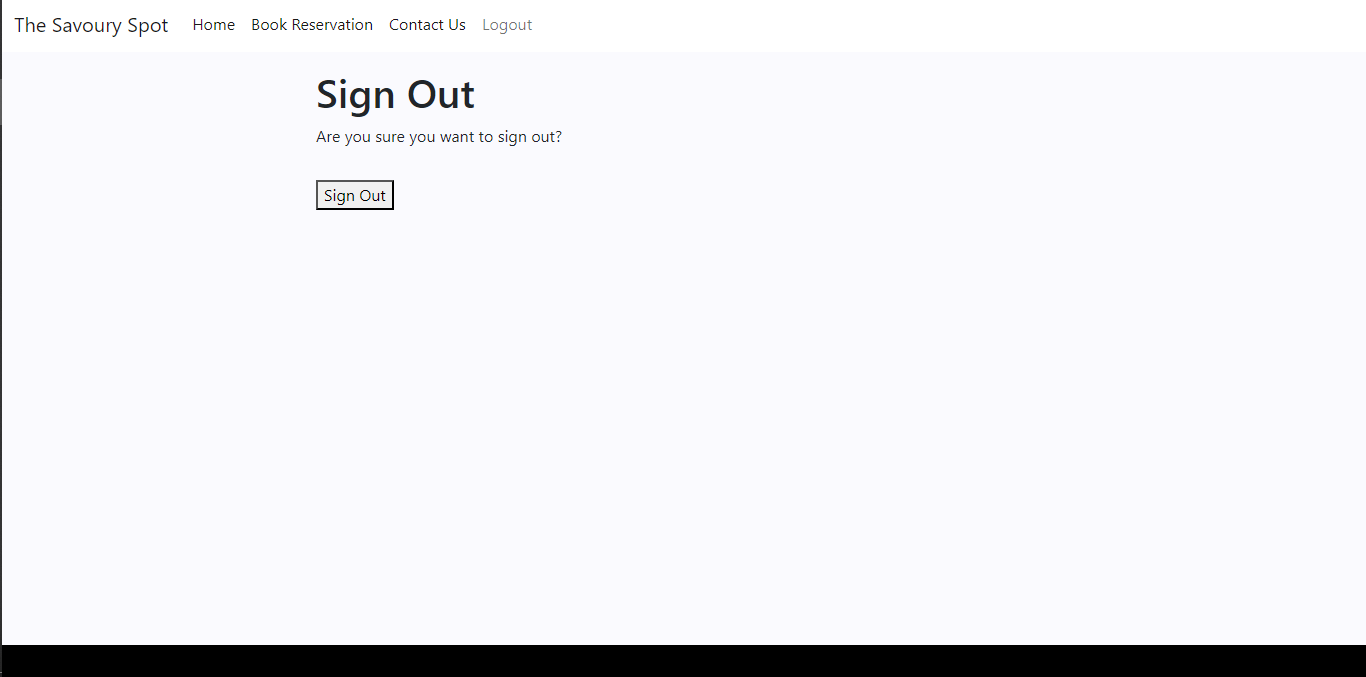 The Savoury Spot Home Book Reservation Contact Us Logout
Sign Out
Are you sure you want to sign out?
Sign Out